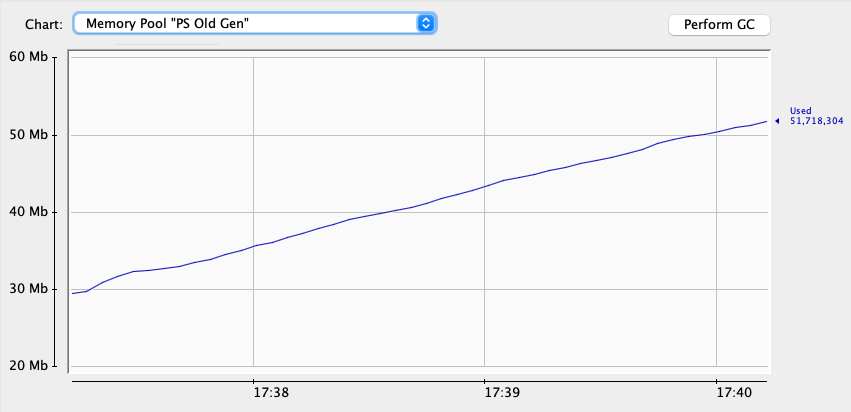 Chart: Memory Pool "PS Old Gen" Perform GC
60 Mb
Used
51,718,304
50 Mb
40 Mb
30 Mb
20 Mb
17:38 17:39 17:40